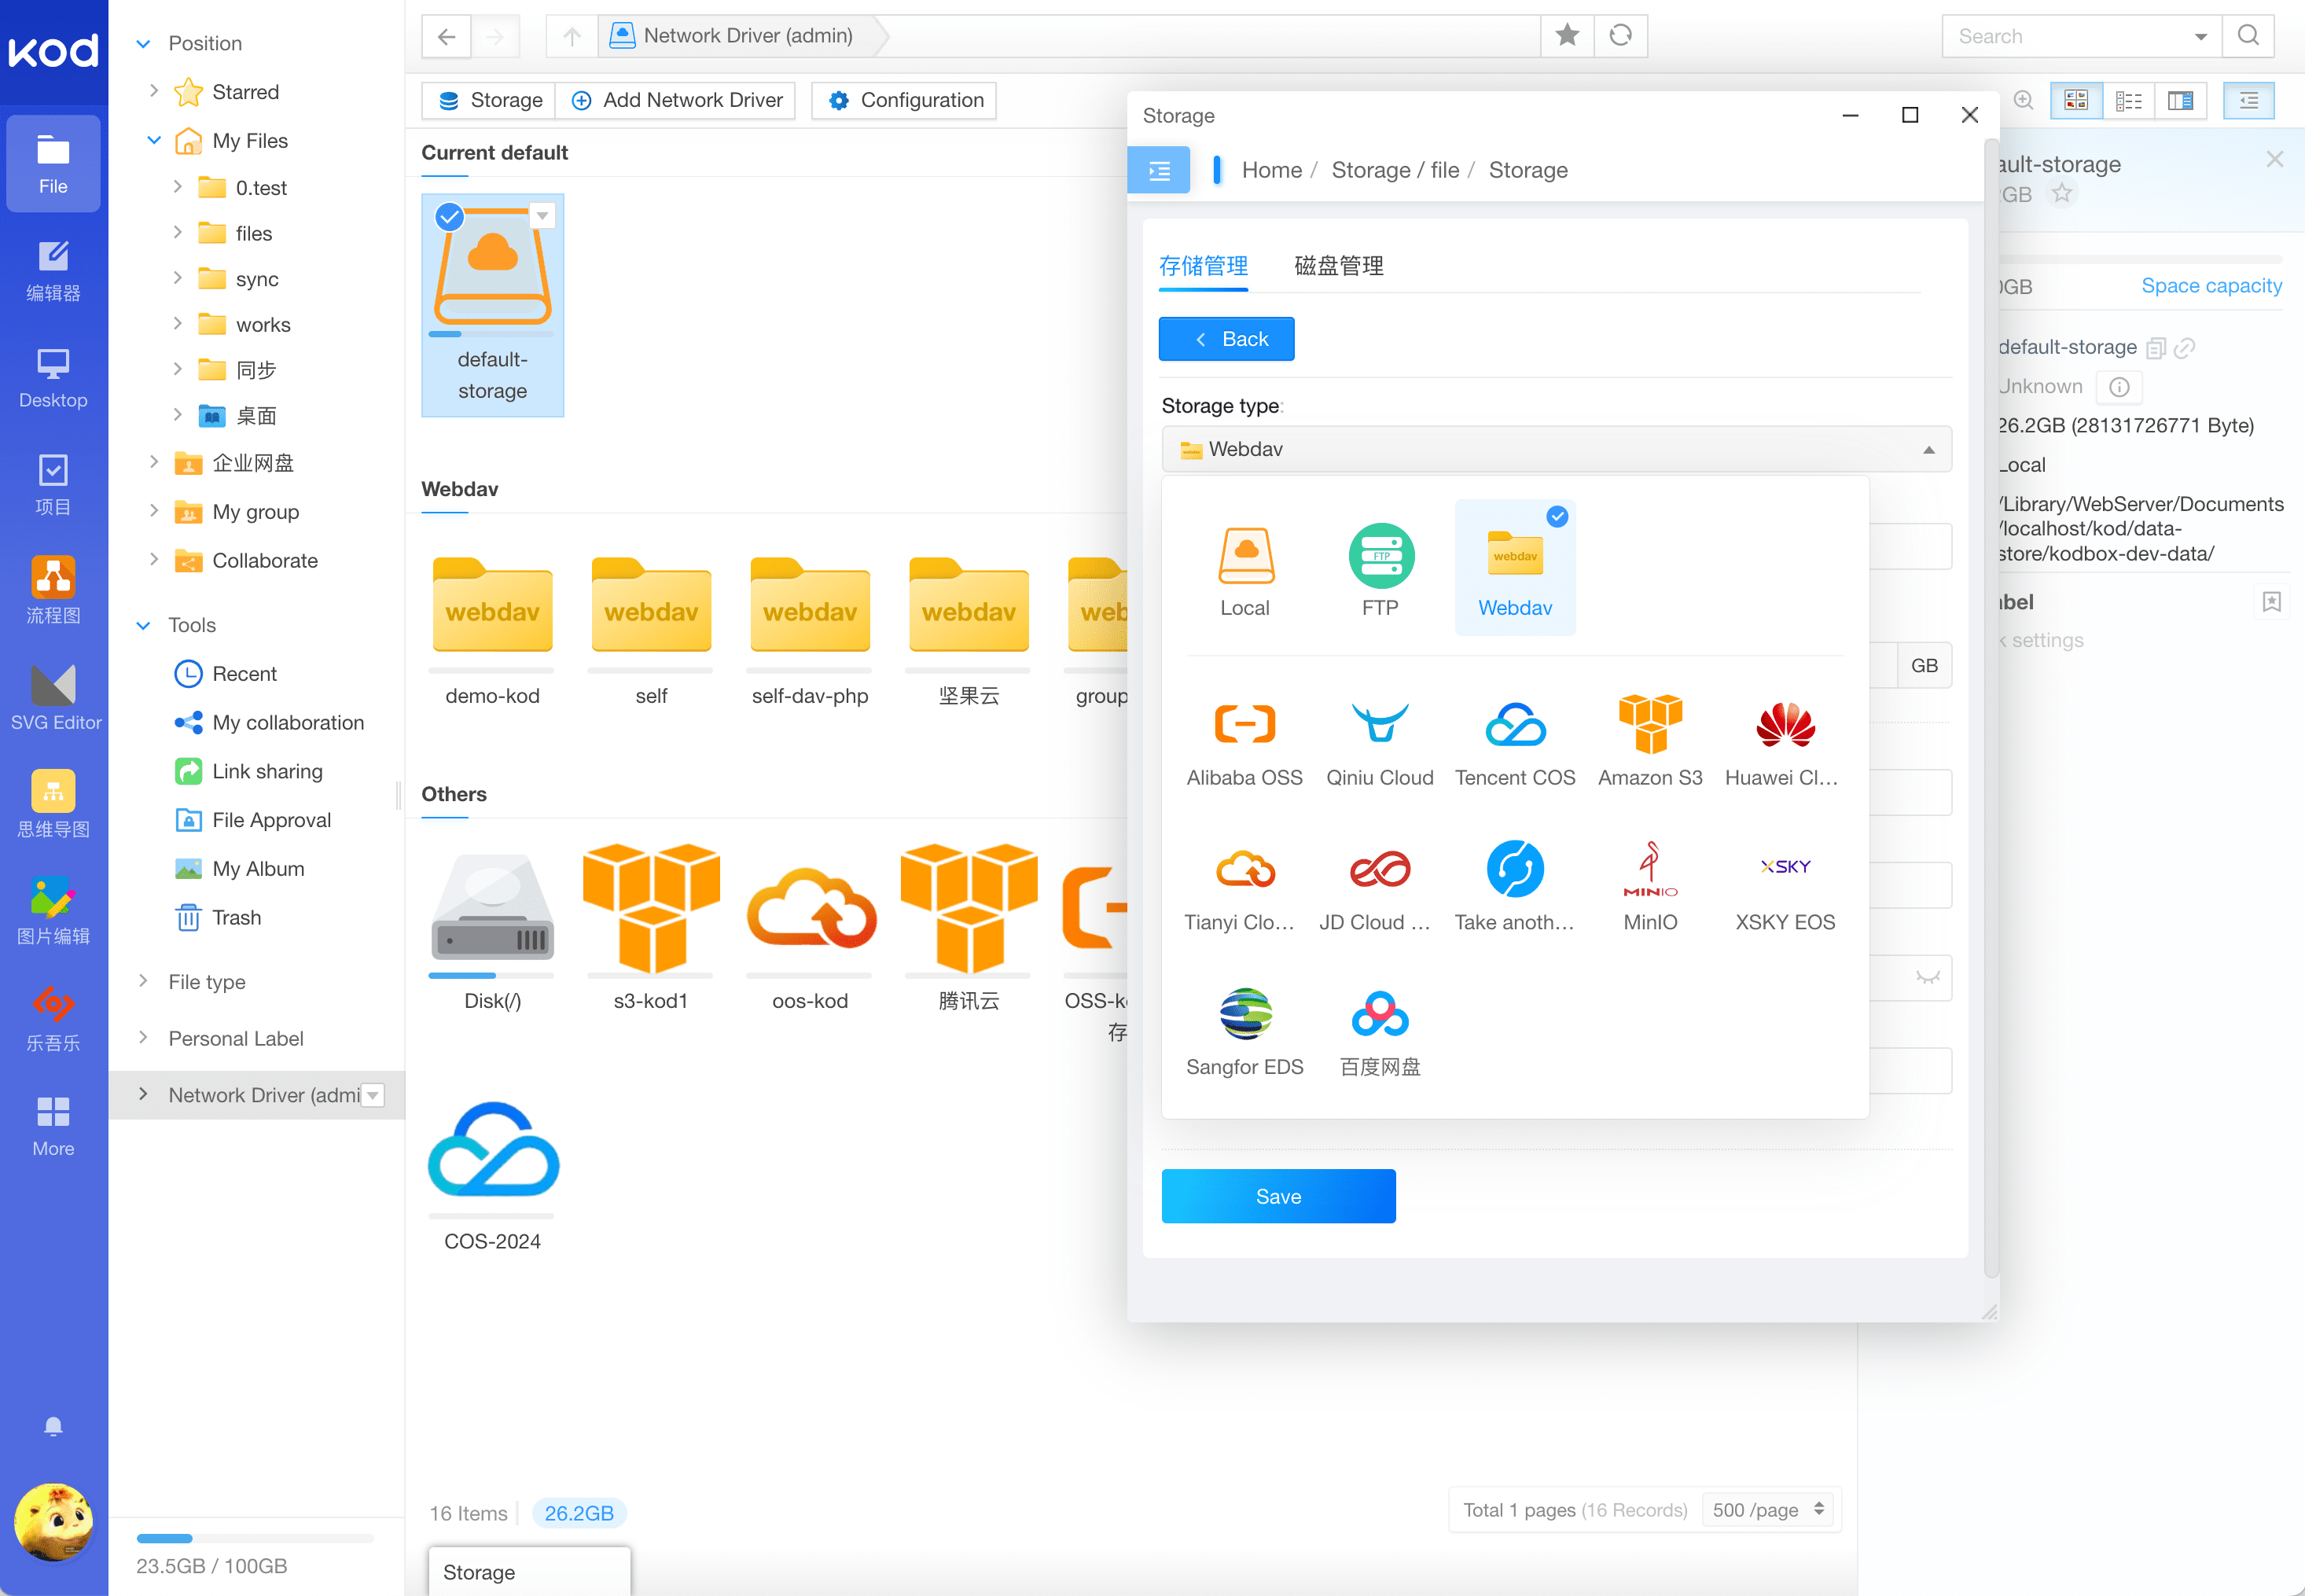 kod
File
编辑器
Desktop
项目
流程图
SVG Editor
思维导图
图片编辑
乐吾乐
More
Position
Starred
My Files
0.test
files
sync
works
同步
桌面
企业网盘
My group
Collaborate
Tools
Recent
My collaboration
Link sharing
File Approval
My Album
Trash
File type
Personal Label
Network Driver (admi
23.5GB / 100GB
Network Driver (admin)
Search
Storage
Add Network Driver
Configuration
Current default
default-
storage
Webdav
webdav
webdav
webdav
webdav
web
demo-kod
self
self-dav-php
坚果云
group
Others
Disk(/)
s3-kod1
oos-kod
腾讯云
OSS-k
存
COS-2024
16 Items
26.2GB
Total 1 pages (16 Records)
500 /page
Storage
Storage
Home / Storage / file / Storage
存储管理
磁盘管理
Back
Storage type:
Webdav
Local
FTP
FTP
webdav
Webdav
GB
Alibaba OSS
Qiniu Cloud
Tencent COS
Amazon S3
Huawei Cl...
Tianyi Clo...
JD Cloud ...
Take anoth...
MINIO
MinIO
XSKY
XSKY EOS
Sangfor EDS
百度网盘
Save
ault-storage
GB
0GB
Space capacity
default-storage
Unknown
26.2GB (28131726771 Byte)
Local
/Library/WebServer/Documents
/localhost/kod/data-
store/kodbox-dev-data/
abel
settings